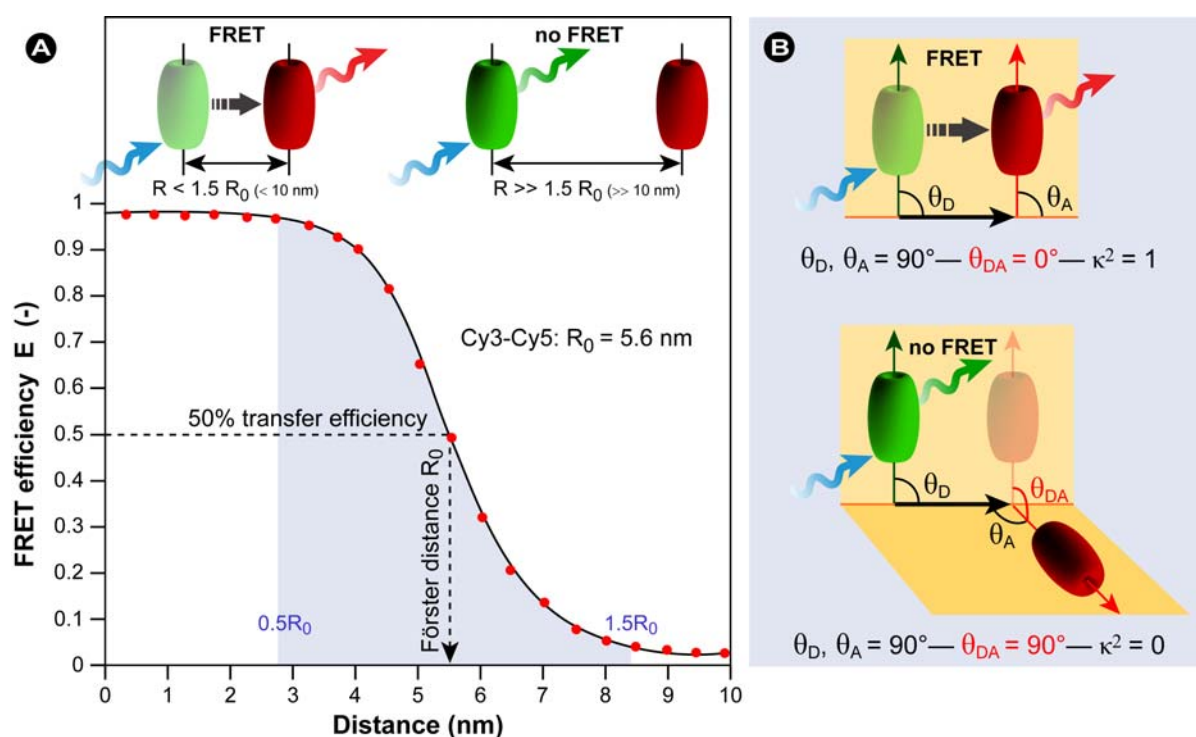 A
FRET
no FRET
R < 1.5 R₀ (< 10 nm)
R >> 1.5 R₀ (>> 10 nm)
1
0.9
0.8
0.7
0.6
0.5
0.4
0.3
0.2
0.1
0
FRET efficiency E (-)
Cy3-Cy5: R₀ = 5.6 nm
50% transfer efficiency
Förster distance R₀
0.5R₀
1.5R₀
0 1 2 3 4 5 6 7 8 9 10
Distance (nm)
B
FRET
θD
θA
θD, θA = 90°— θDA = 0°— κ² = 1
no FRET
θD
θDA
θA
θD, θA = 90°— θDA = 90°— κ² = 0